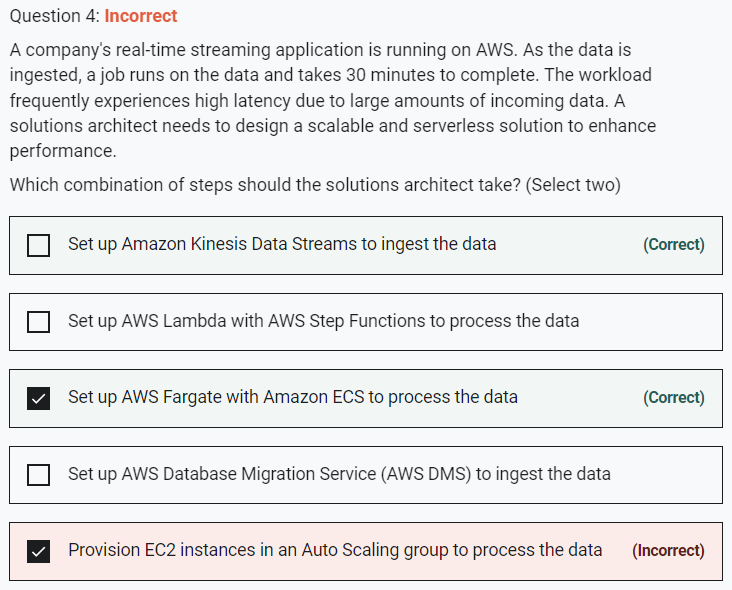 Question 4: Incorrect
A company's real-time streaming application is running on AWS. As the data is
ingested, a job runs on the data and takes 30 minutes to complete. The workload
frequently experiences high latency due to large amounts of incoming data. A
solutions architect needs to design a scalable and serverless solution to enhance
performance.
Which combination of steps should the solutions architect take? (Select two)
Set up Amazon Kinesis Data Streams to ingest the data (Correct)
Set up AWS Lambda with AWS Step Functions to process the data
Set up AWS Fargate with Amazon ECS to process the data (Correct)
Set up AWS Database Migration Service (AWS DMS) to ingest the data
Provision EC2 instances in an Auto Scaling group to process the data (Incorrect)